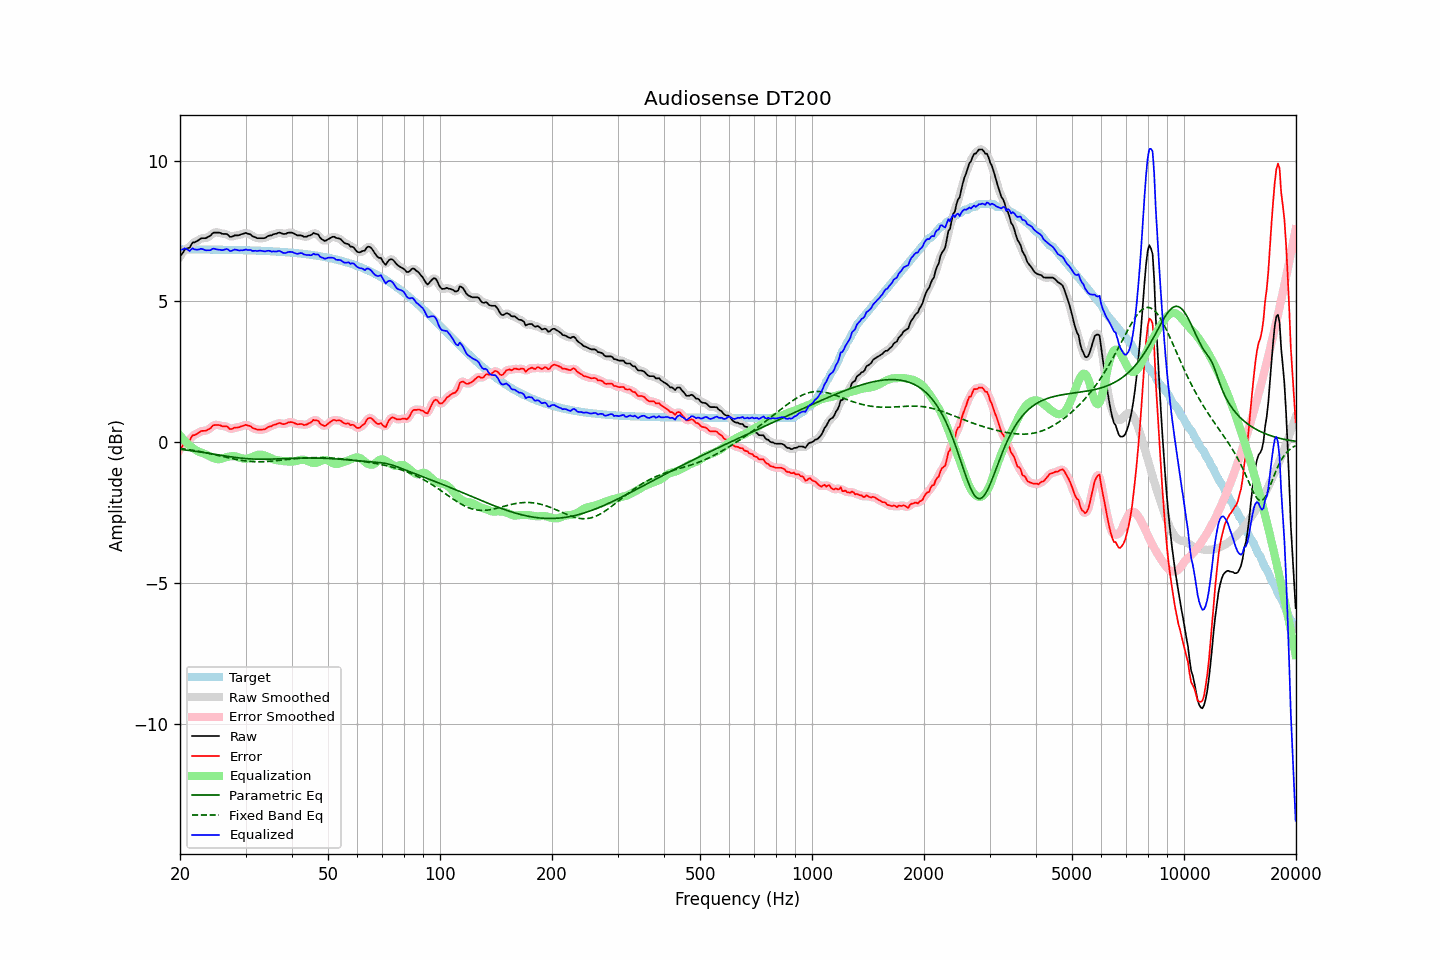 Audiosense DT200
Amplitude (dBr)
10
5
0
−5
−10
Target
Raw Smoothed
Error Smoothed
Raw
Error
Equalization
Parametric Eq
Fixed Band Eq
Equalized
20 50 100 200 500 1000 2000 5000 10000 20000
Frequency (Hz)